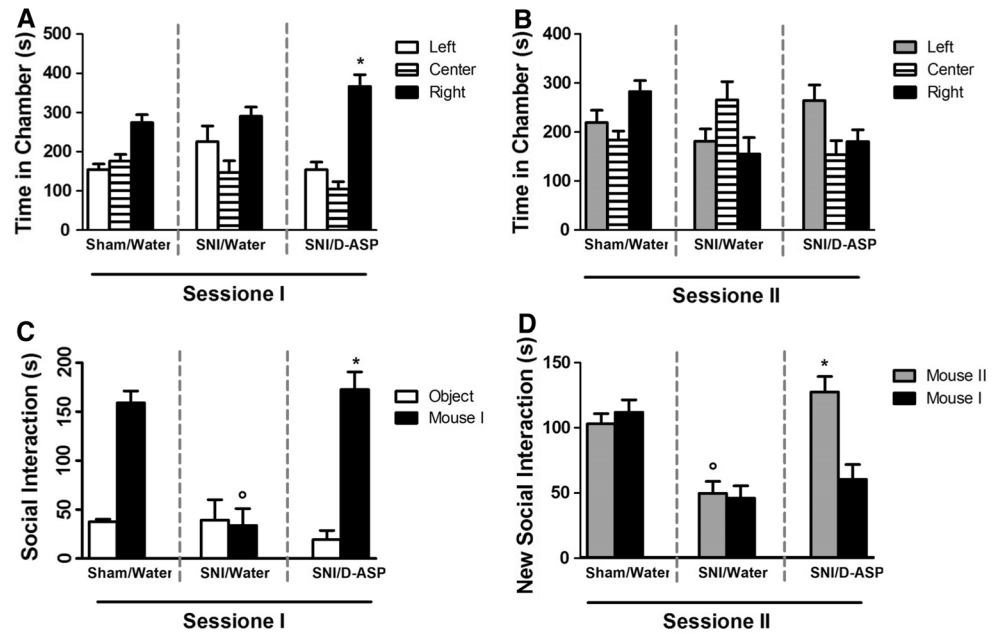 A
Time in Chamber (s)
500
400
300
200
100
0
*
Left
Center
Right
Sham/Water
SNI/Water
SNI/D-ASP
Sessione I
B
Time in Chamber (s)
400
300
200
100
0
Left
Center
Right
Sham/Water
SNI/Water
SNI/D-ASP
Sessione II
C
Social Interaction (s)
200
150
100
50
0
*
Object
Mouse I
Sham/Water
SNI/Water
SNI/D-ASP
Sessione I
D
New Social Interaction (s)
150
100
50
0
*
Mouse II
Mouse I
Sham/Water
SNI/Water
SNI/D-ASP
Sessione II